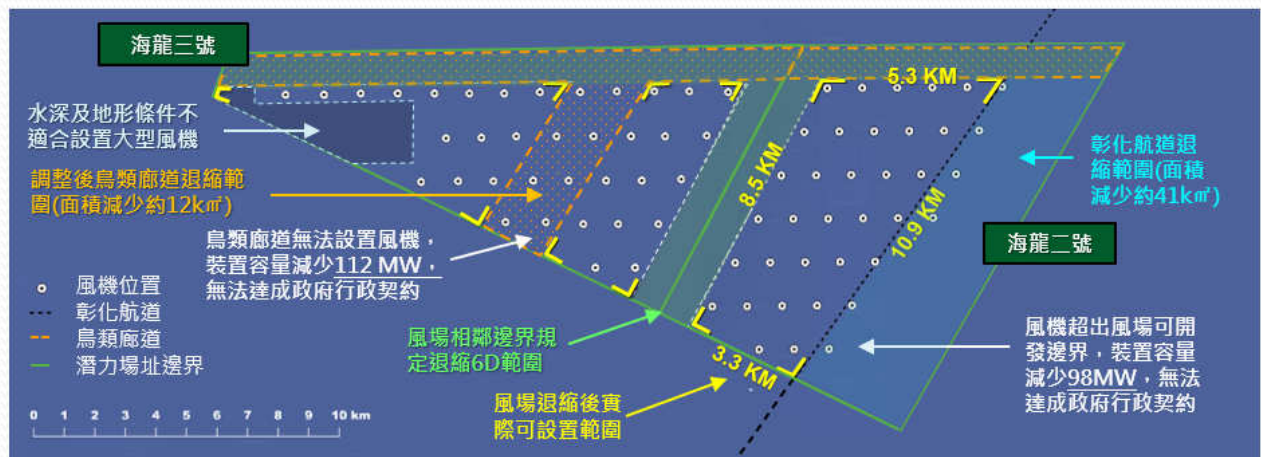 海龍三號
水深及地形條件不
適合設置大型風機
調整後鳥類廊道退縮範
圍(面積減少約12k㎡)
鳥類廊道無法設置風機，
裝置容量減少112 MW，
無法達成政府行政契約
風機位置
彰化航道
鳥類廊道
潛力場址邊界
0 1 2 3 4 5 6 7 8 9 10 km
5.3 KM
8.5 KM
10.9 KM
3.3 KM
風場相鄰邊界規
定退縮6D範圍
風場退縮後實
際可設置範圍
彰化航道退
縮範圍(面積
減少約41k㎡)
海龍二號
風機超出風場可開
發邊界，裝置容量
減少98MW，無法
達成政府行政契約